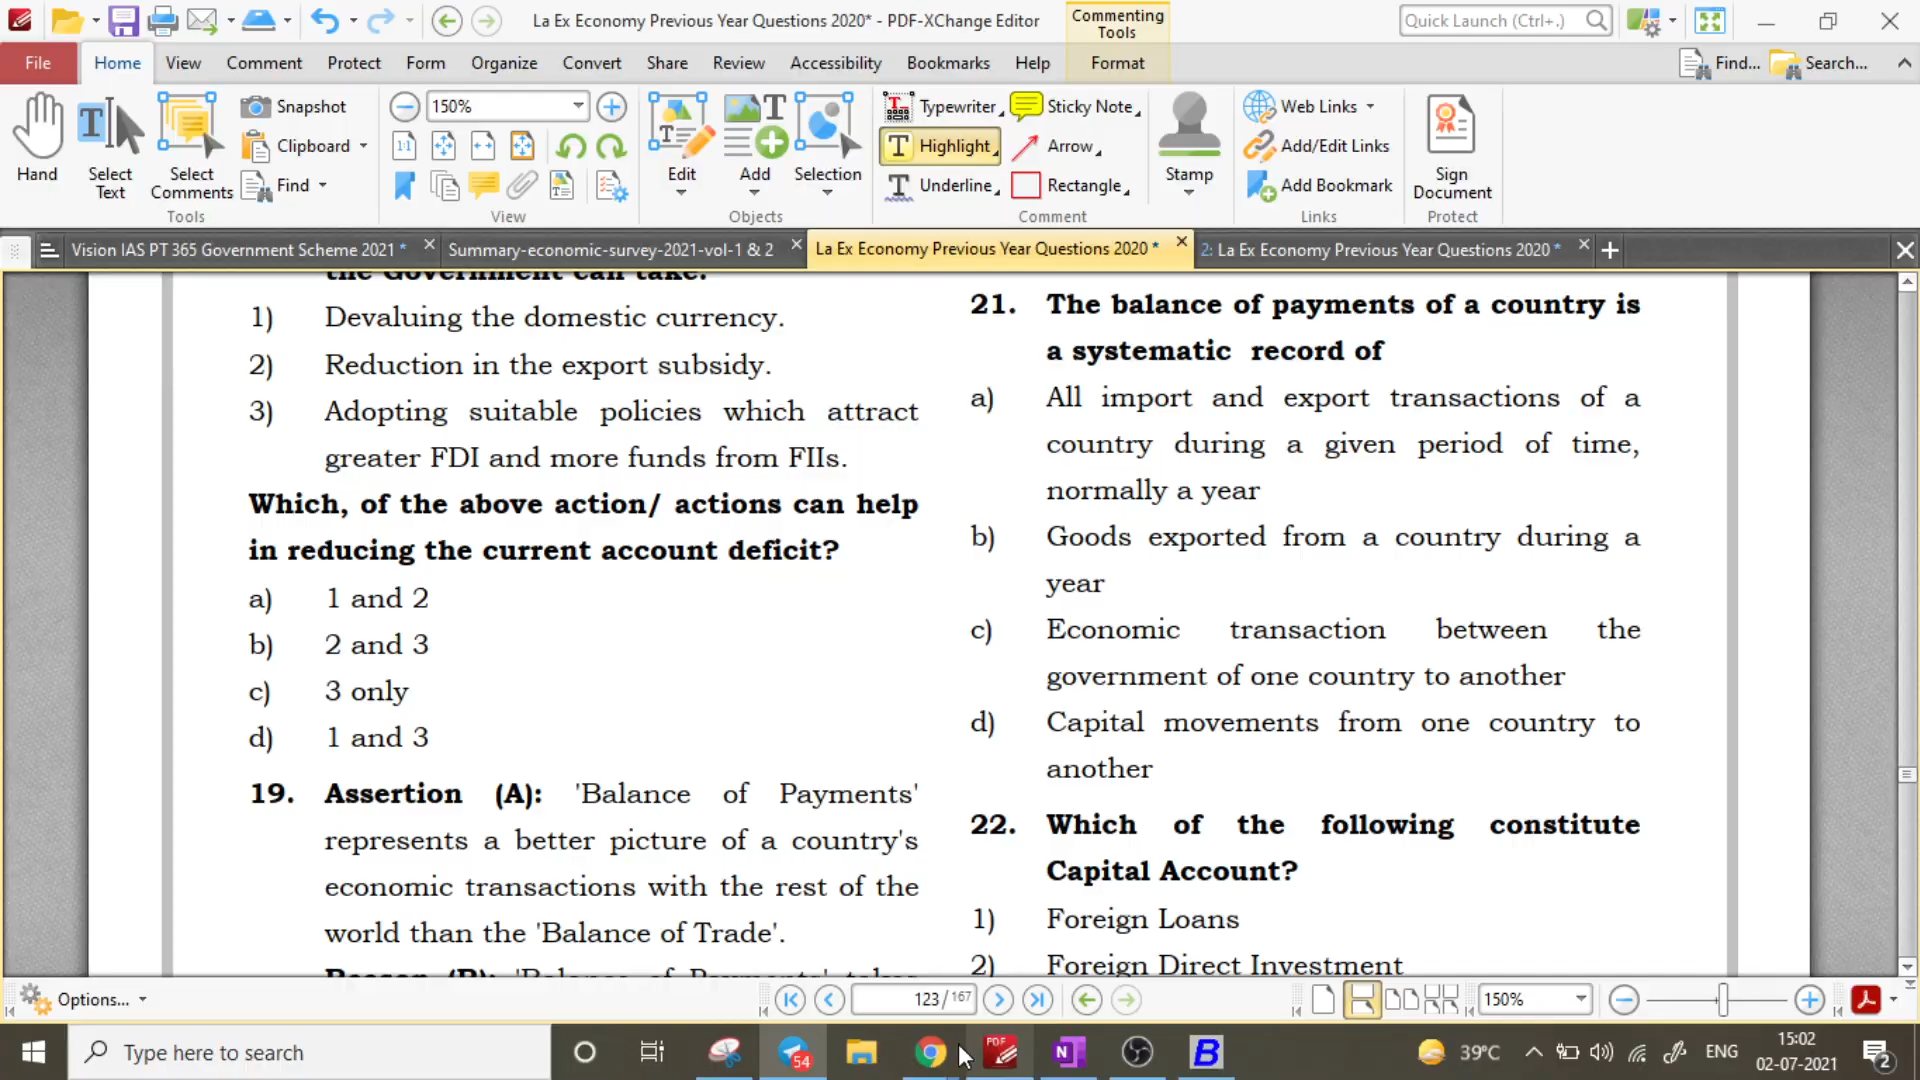 La Ex Economy Previous Year Questions 2020* - PDF-XChange Editor
Commenting
Tools
Quick Launch (Ctrl+.)
File
Home
View
Comment
Protect
Form
Organize
Convert
Share
Review
Accessibility
Bookmarks
Help
Format
Find...
Search...
Hand
Select
Text
Select
Comments
Snapshot
Clipboard
Find
Tools
150%
View
Edit
Add
Selection
Objects
Typewriter
Highlight
Underline
Sticky Note
Arrow
Rectangle
Stamp
Comment
Web Links
Add/Edit Links
Add Bookmark
Links
Sign
Document
Protect
Vision IAS PT 365 Government Scheme 2021 *
Summary-economic-survey-2021-vol-1 & 2
La Ex Economy Previous Year Questions 2020 *
2: La Ex Economy Previous Year Questions 2020 *
the Government can take:
1) Devaluing the domestic currency.
2) Reduction in the export subsidy.
3) Adopting suitable policies which attract
greater FDI and more funds from FIIs.
Which, of the above action/ actions can help
in reducing the current account deficit?
a) 1 and 2
b) 2 and 3
c) 3 only
d) 1 and 3
19. Assertion (A): 'Balance of Payments'
represents a better picture of a country's
economic transactions with the rest of the
world than the 'Balance of Trade'.
Reason (R): 'Balance of Payments' takes
21. The balance of payments of a country is
a systematic record of
a) All import and export transactions of a
country during a given period of time,
normally a year
b) Goods exported from a country during a
year
c) Economic transaction between the
government of one country to another
d) Capital movements from one country to
another
22. Which of the following constitute
Capital Account?
1) Foreign Loans
2) Foreign Direct Investment
Options...
123 / 167
150%
Type here to search
54
PDF
N
B
39°C
ENG
15:02
02-07-2021
2